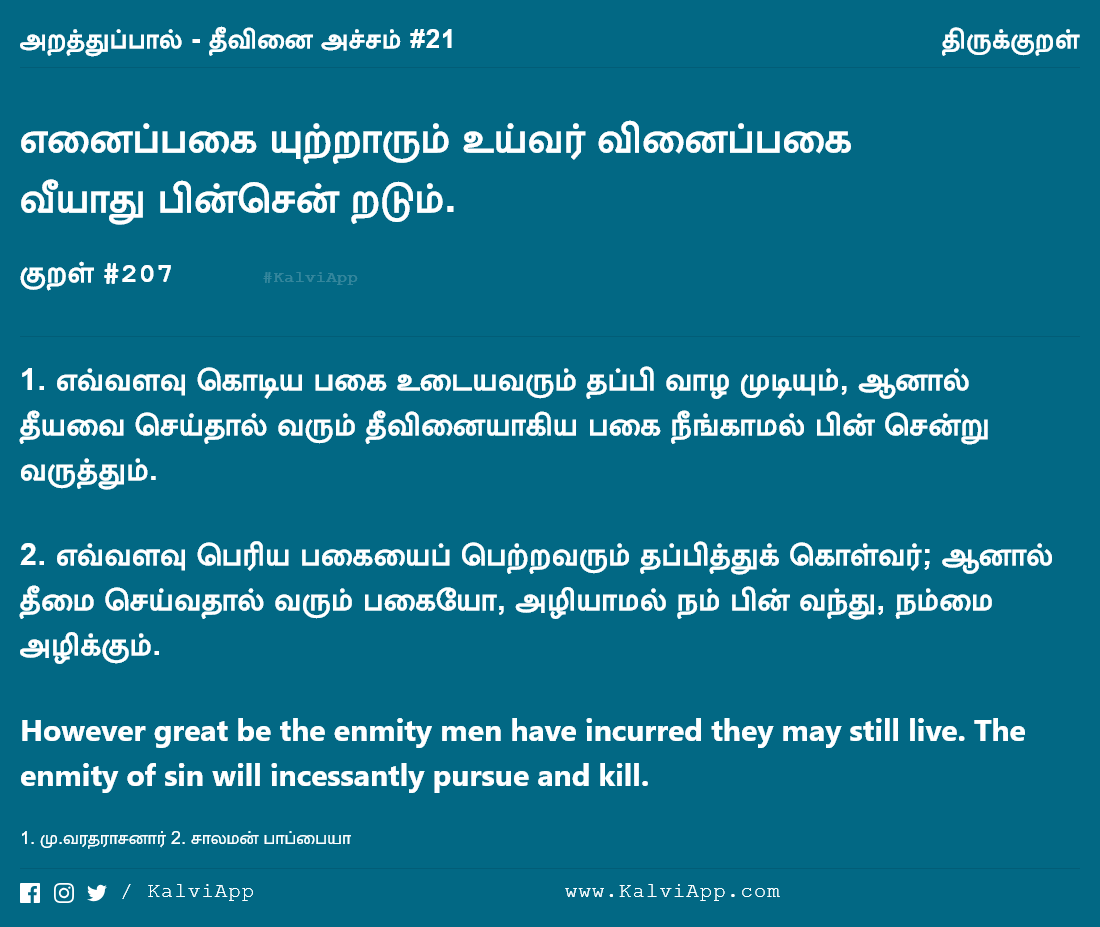 அறத்துப்பால் - தீவினை அச்சம் #21 திருக்குறள்
எனைப்பகை யுற்றாரும் உய்வர் வினைப்பகை
வீயாது பின்சென் றடும்.
குறள் #207 #KalviApp
1. எவ்வளவு கொடிய பகை உடையவரும் தப்பி வாழ முடியும், ஆனால்
தீயவை செய்தால் வரும் தீவினையாகிய பகை நீங்காமல் பின் சென்று
வருத்தும்.
2. எவ்வளவு பெரிய பகையைப் பெற்றவரும் தப்பித்துக் கொள்வர்; ஆனால்
தீமை செய்வதால் வரும் பகையோ, அழியாமல் நம் பின் வந்து, நம்மை
அழிக்கும்.
However great be the enmity men have incurred they may still live. The
enmity of sin will incessantly pursue and kill.
1. மு.வரதராசனார் 2. சாலமன் பாப்பையா
/ KalviApp www.KalviApp.com